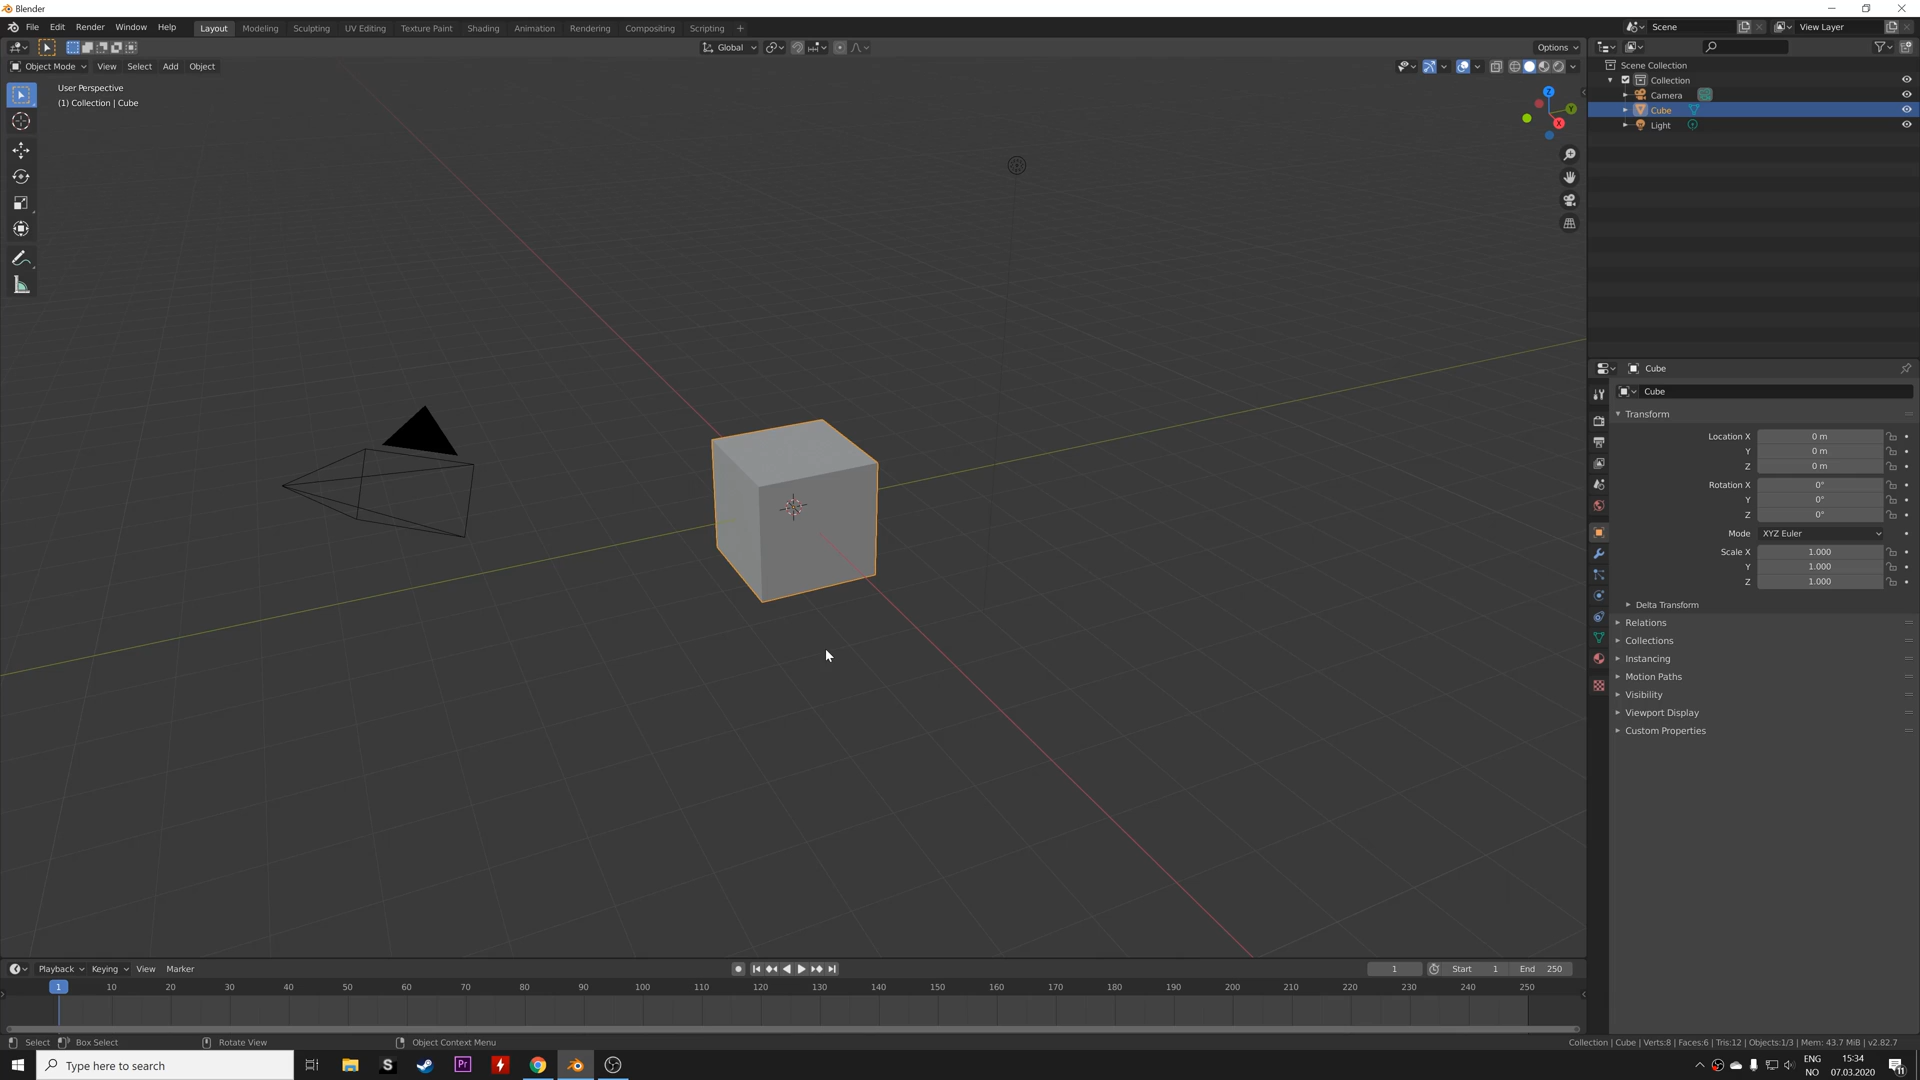 Blender
File Edit Render Window Help Layout Modeling Sculpting UV Editing Texture Paint Shading Animation Rendering Compositing Scripting + Scene View Layer
Global Options
Object Mode View Select Add Object
User Perspective
(1) Collection | Cube
Z
Y
X
Scene Collection
Collection
Camera
Cube
Light
Cube
Cube
Transform
Location X 0 m
Y 0 m
Z 0 m
Rotation X 0°
Y 0°
Z 0°
Mode XYZ Euler
Scale X 1.000
Y 1.000
Z 1.000
Delta Transform
Relations
Collections
Instancing
Motion Paths
Visibility
Viewport Display
Custom Properties
Playback Keying View Marker 1 Start 1 End 250
1 10 20 30 40 50 60 70 80 90 100 110 120 130 140 150 160 170 180 190 200 210 220 230 240 250
Select Box Select Rotate View Object Context Menu Collection | Cube | Verts:8 | Faces:6 | Tris:12 | Objects:1/3 | Mem: 43.7 MiB | v2.82.7
Type here to search S Pr ENG 15:34
NO 07.03.2020 11